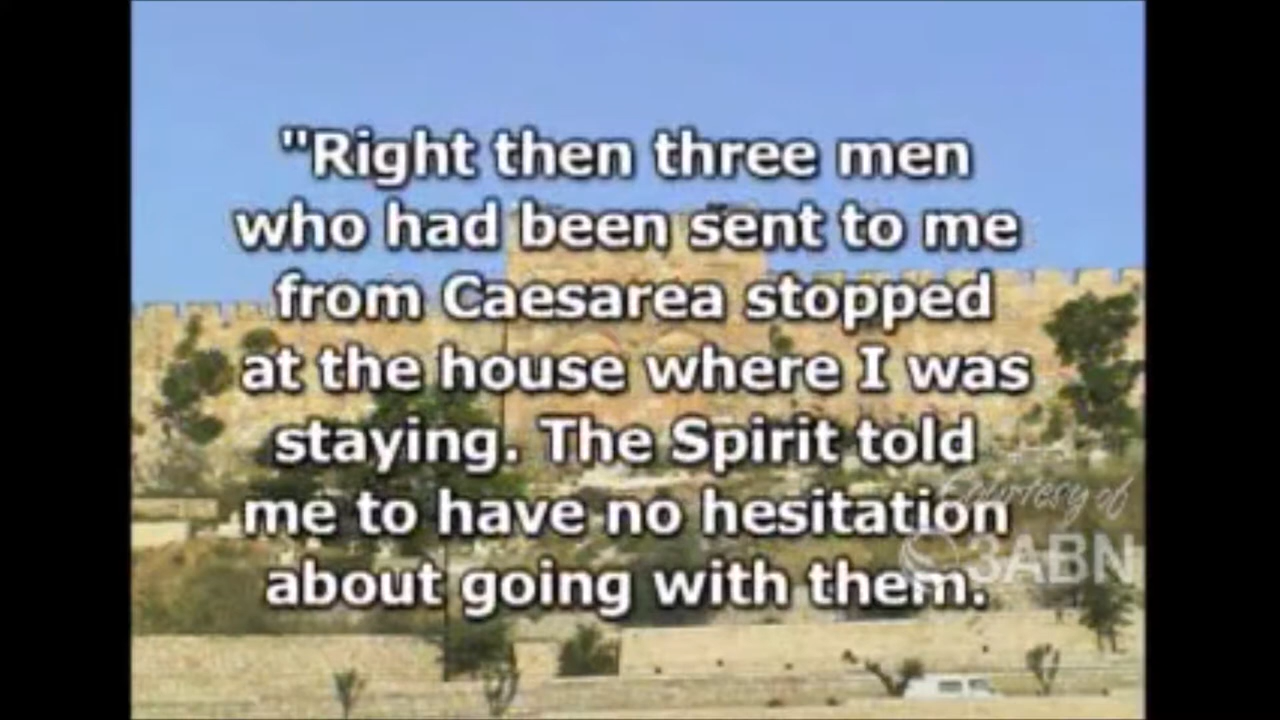 "Right then three men
who had been sent to me
from Caesarea stopped
at the house where I was
staying. The Spirit told
me to have no hesitation
about going with them.
Courtesy of
3ABN